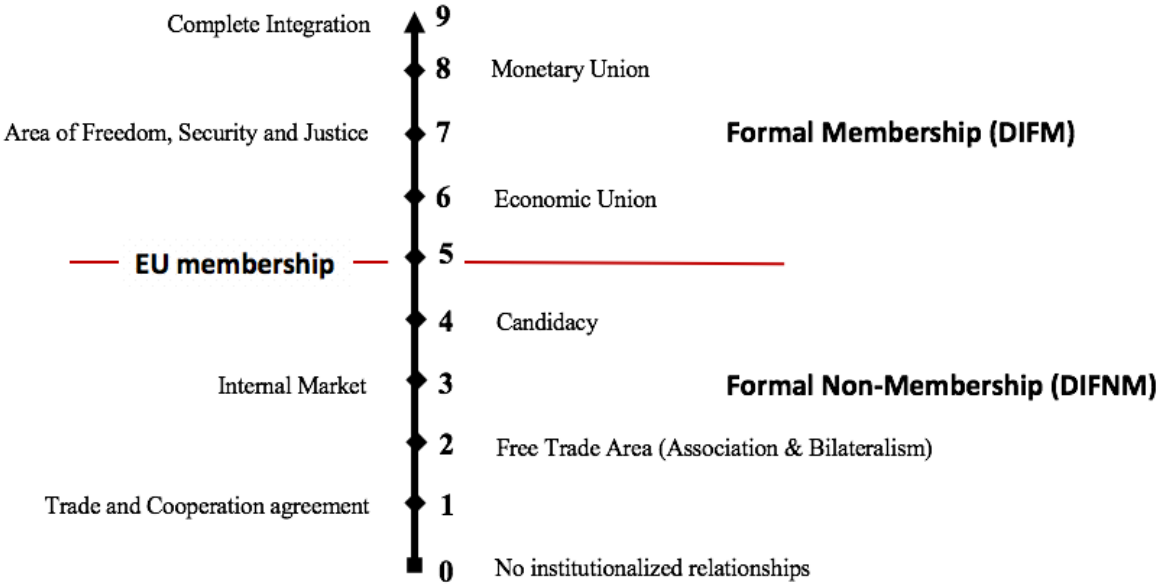 Complete Integration 9
8 Monetary Union
Area of Freedom, Security and Justice 7 Formal Membership (DIFM)
6 Economic Union
EU membership 5
4 Candidacy
Internal Market 3 Formal Non-Membership (DIFNM)
2 Free Trade Area (Association & Bilateralism)
Trade and Cooperation agreement 1
0 No institutionalized relationships